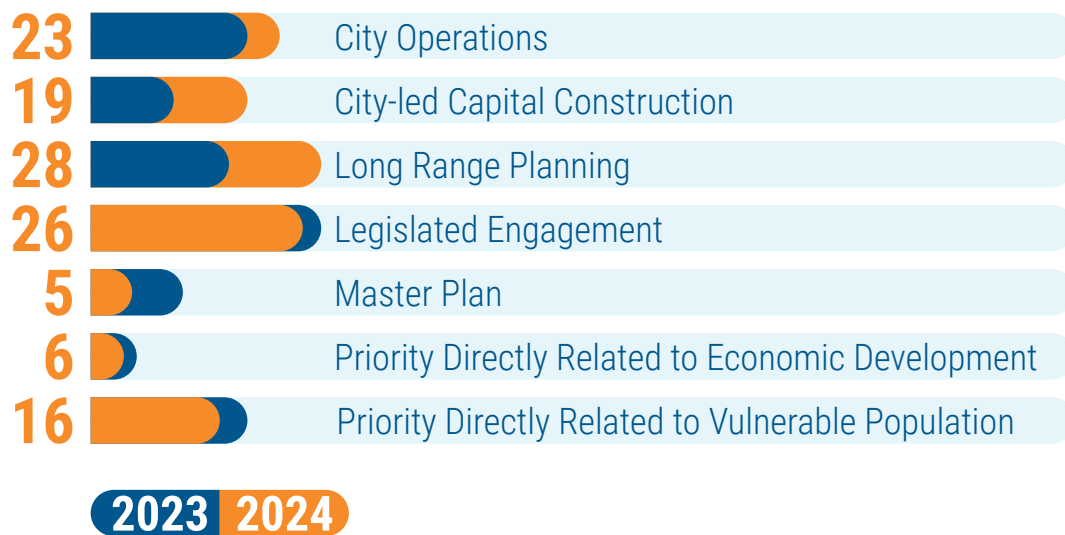 23 City Operations
19 City-led Capital Construction
28 Long Range Planning
26 Legislated Engagement
5 Master Plan
6 Priority Directly Related to Economic Development
16 Priority Directly Related to Vulnerable Population
2023 2024